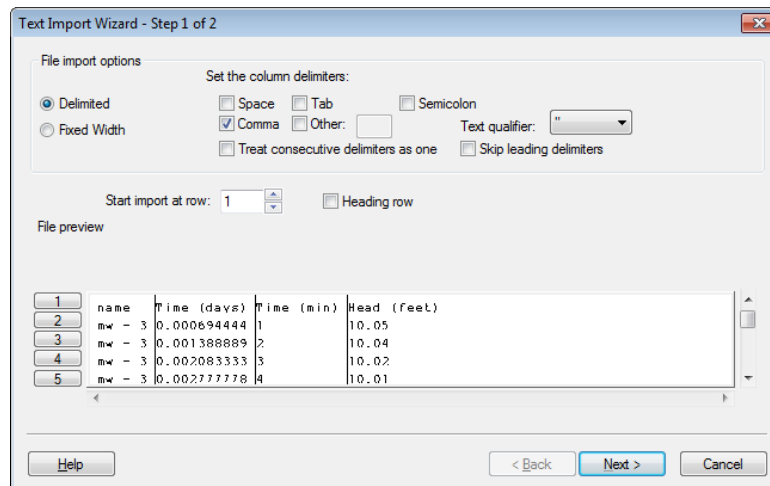 Text Import Wizard - Step 1 of 2
File import options
Set the column delimiters:
Delimited
Space Tab Semicolon
Fixed Width
Comma Other: Text qualifier: "
Treat consecutive delimiters as one Skip leading delimiters
Start import at row: 1 Heading row
File preview
1 name Time (days) Time (min) Head (feet)
2 mw - 3 0.000694444 1 10.05
3 mw - 3 0.001388889 2 10.04
4 mw - 3 0.002083333 3 10.02
5 mw - 3 0.002777778 4 10.01
Help < Back Next > Cancel